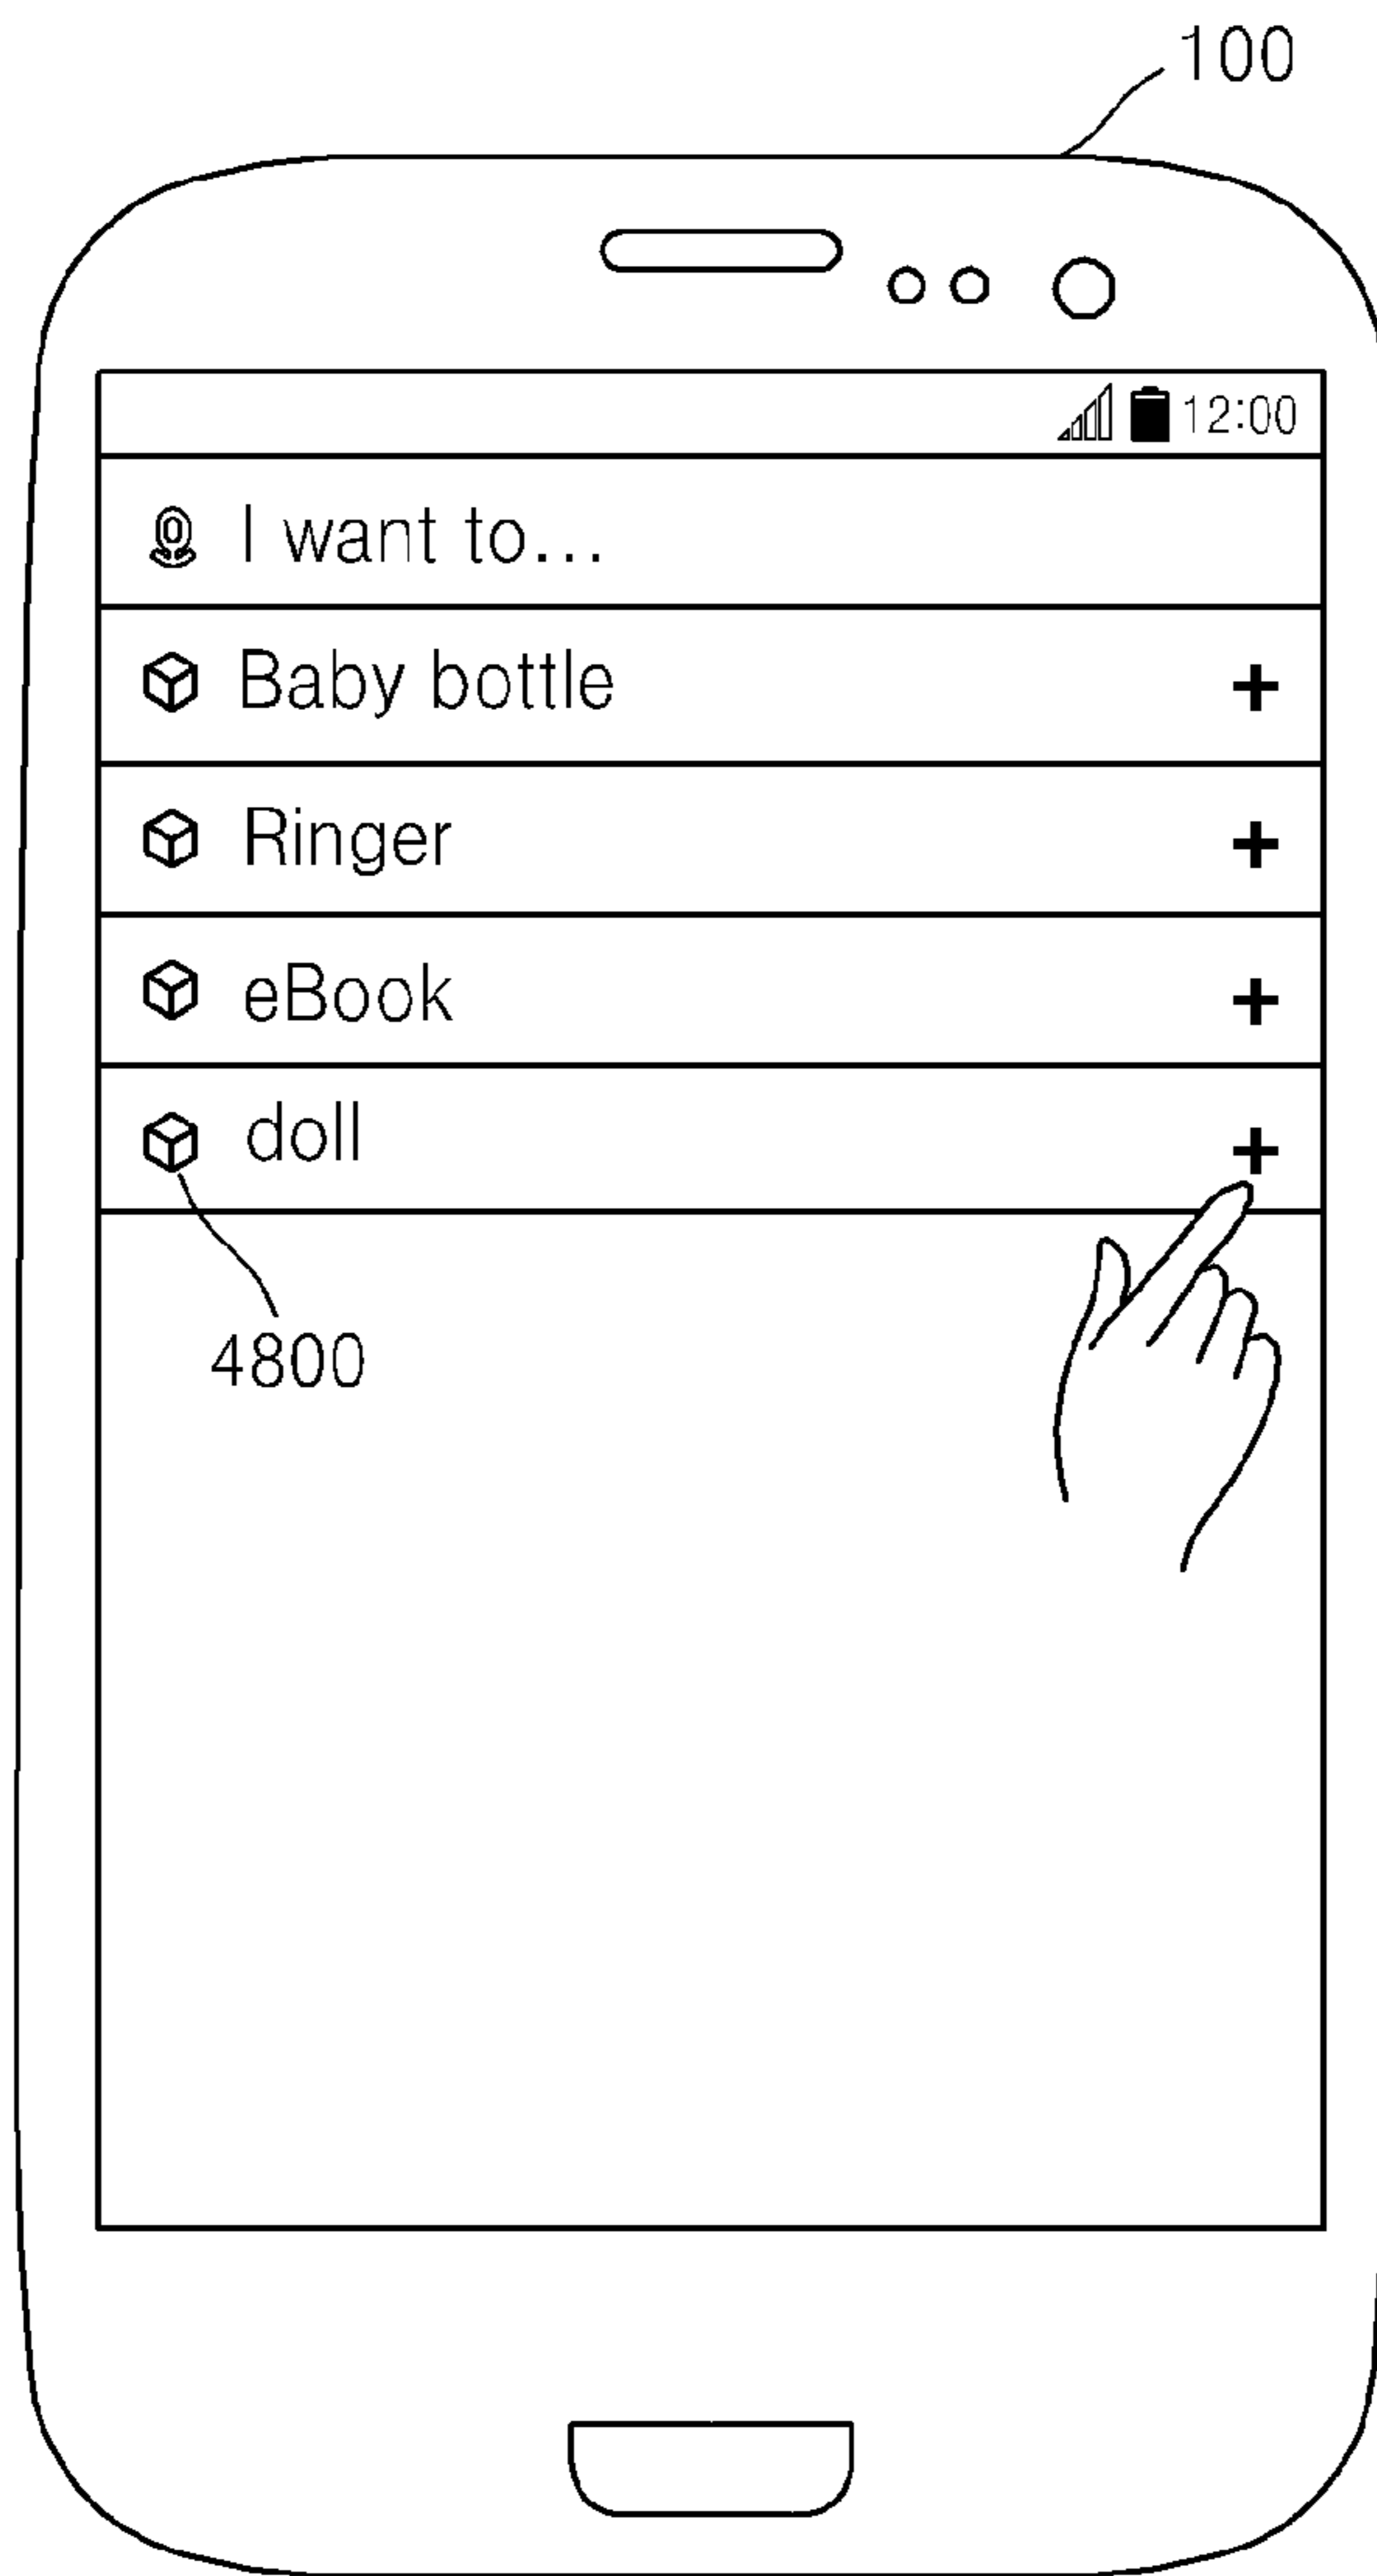 100
12:00
I want to...
Baby bottle +
Ringer +
eBook +
doll +
4800